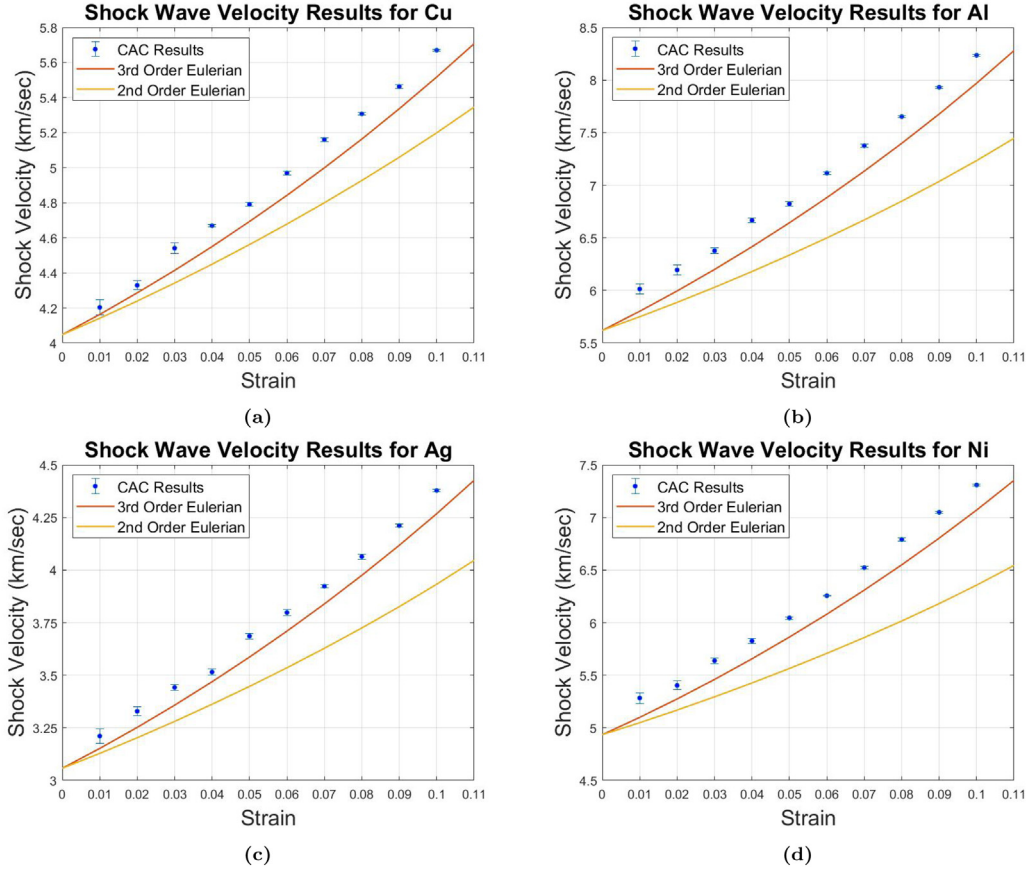 Shock Wave Velocity Results for Cu
5.8
5.6
5.4
5.2
5
4.8
4.6
4.4
4.2
4
Shock Velocity (km/sec)
CAC Results
3rd Order Eulerian
2nd Order Eulerian
0 0.01 0.02 0.03 0.04 0.05 0.06 0.07 0.08 0.09 0.1 0.11
Strain
(a)
Shock Wave Velocity Results for Al
8.5
8
7.5
7
6.5
6
5.5
Shock Velocity (km/sec)
CAC Results
3rd Order Eulerian
2nd Order Eulerian
0 0.01 0.02 0.03 0.04 0.05 0.06 0.07 0.08 0.09 0.1 0.11
Strain
(b)
Shock Wave Velocity Results for Ag
4.5
4.25
4
3.75
3.5
3.25
3
Shock Velocity (km/sec)
CAC Results
3rd Order Eulerian
2nd Order Eulerian
0 0.01 0.02 0.03 0.04 0.05 0.06 0.07 0.08 0.09 0.1 0.11
Strain
(c)
Shock Wave Velocity Results for Ni
7.5
7
6.5
6
5.5
5
4.5
Shock Velocity (km/sec)
CAC Results
3rd Order Eulerian
2nd Order Eulerian
0 0.01 0.02 0.03 0.04 0.05 0.06 0.07 0.08 0.09 0.1 0.11
Strain
(d)